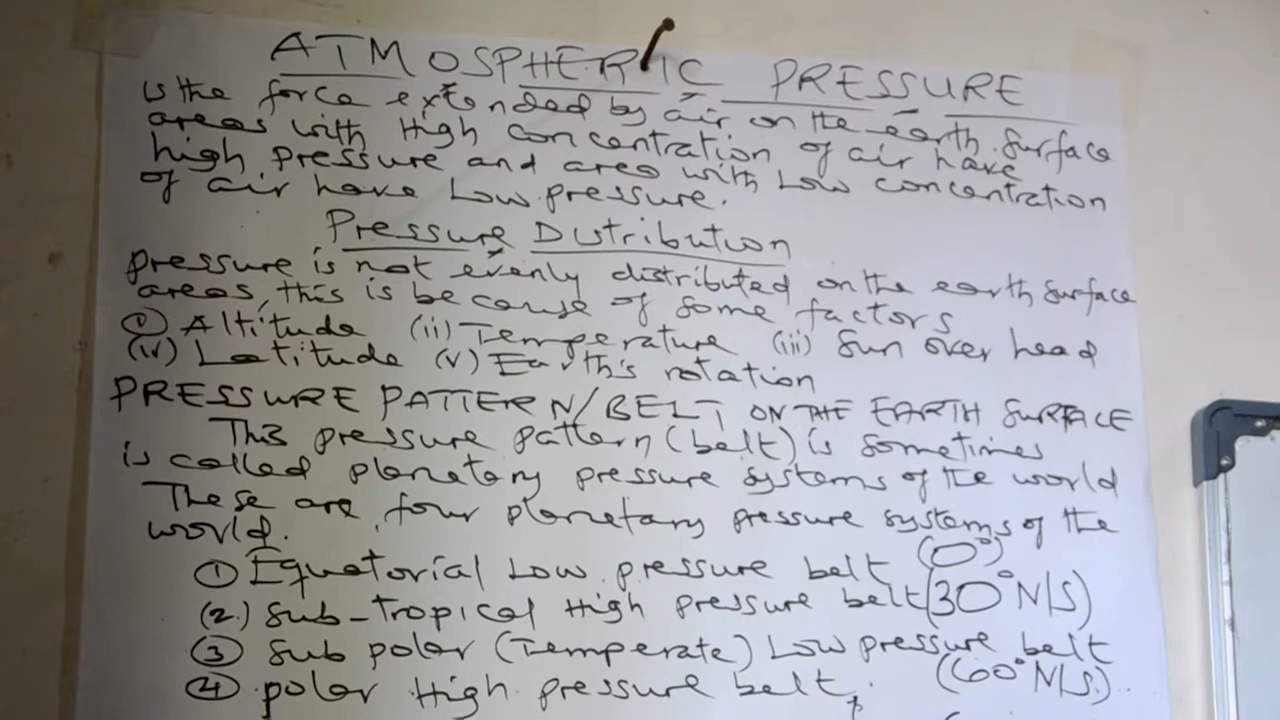 ATMOSPHERIC PRESSURE
is the force extended by air on the earth surface
areas with High concentration of air have
high pressure and areas with Low concentration
of air have Low pressure.
Pressure Distribution
pressure is not evenly distributed on the earth surface
areas, this is because of some factors
(i) Altitude (ii) Temperature (iii) Sun over head
(iv) Latitude (v) Earth's rotation
PRESSURE PATTERN/BELT ON THE EARTH SURFACE
This pressure pattern (belt) is sometimes
is called planetary pressure systems of the world
These are four planetary pressure systems of the
world.
① Equatorial Low pressure belt (0°)
(2.) Sub-Tropical High pressure belt (30° N/S)
③ Sub polar (Temperate) Low pressure belt
(60° N/S)
④ polar High pressure belt,